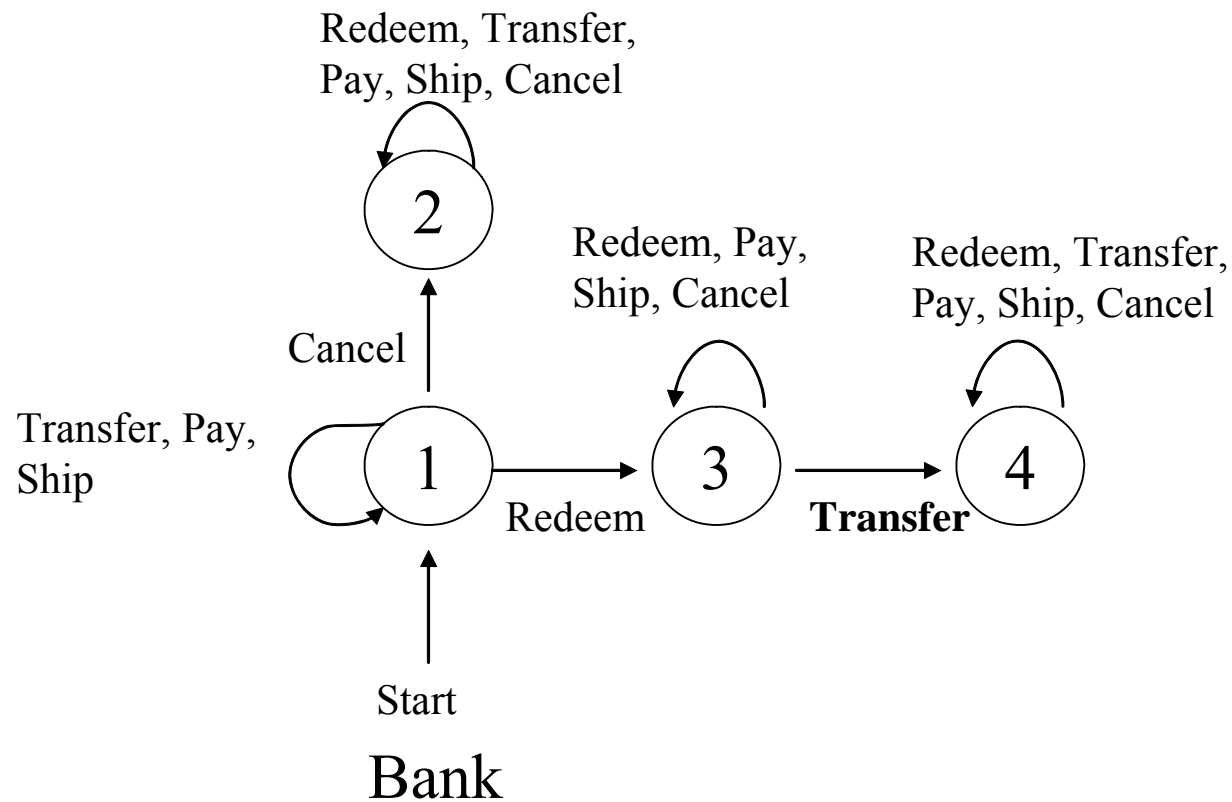 Redeem, Transfer,
Pay, Ship, Cancel
2
Redeem, Pay,
Ship, Cancel
Redeem, Transfer,
Pay, Ship, Cancel
Cancel
Transfer, Pay,
Ship
1
3
4
Redeem
Transfer
Start
Bank